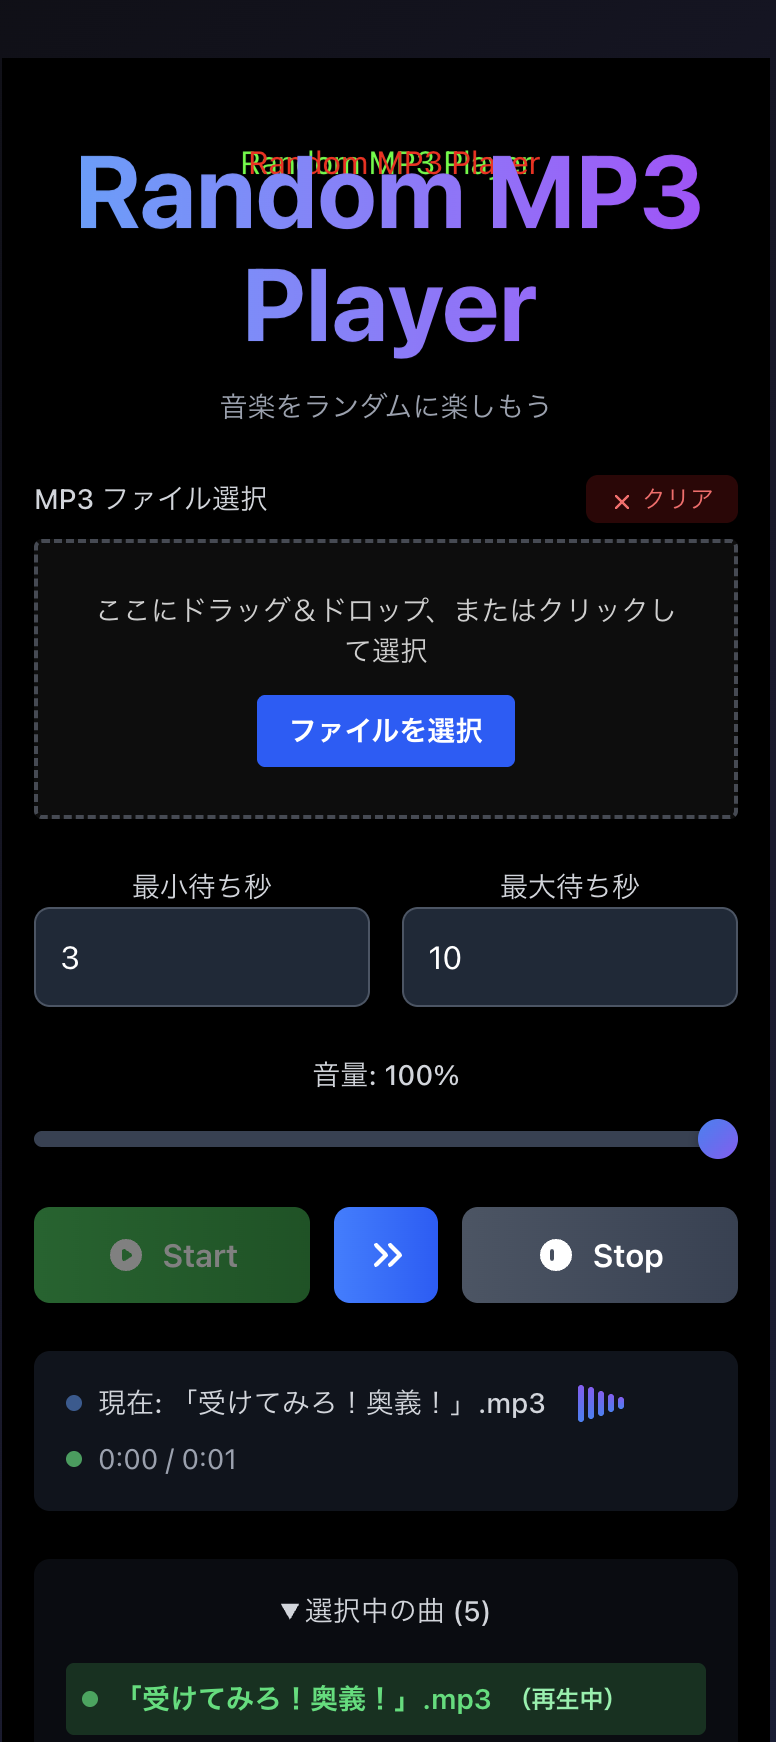 Random MP3 Player
Random MP3 Player
Random MP3
Player
音楽をランダムに楽しもう
MP3 ファイル選択
× クリア
ここにドラッグ＆ドロップ、またはクリックし
て選択
ファイルを選択
最小待ち秒
最大待ち秒
3
10
音量: 100%
Start
Stop
現在: 「受けてみろ！奥義！」.mp3
0:00 / 0:01
▼選択中の曲 (5)
「受けてみろ！奥義！」.mp3 （再生中）